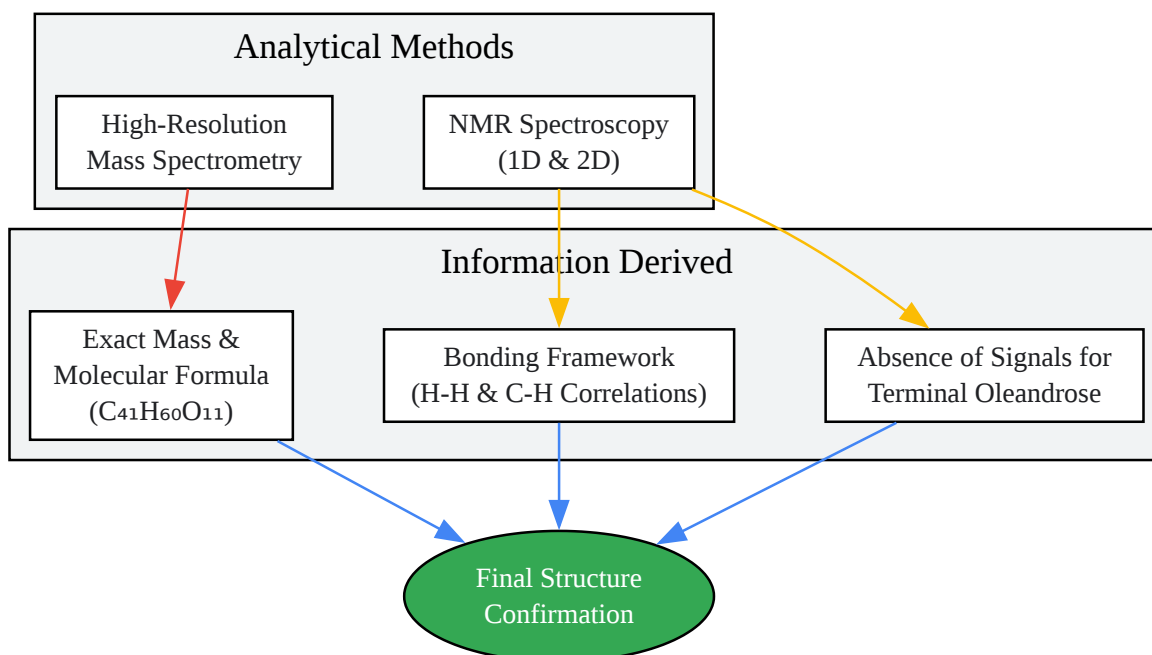 Analytical Methods
High-Resolution
Mass Spectrometry
NMR Spectroscopy
(1D & 2D)
Information Derived
Exact Mass &
Molecular Formula
(C₄₁H₆₀O₁₁)
Bonding Framework
(H-H & C-H Correlations)
Absence of Signals for
Terminal Oleandrose
Final Structure
Confirmation